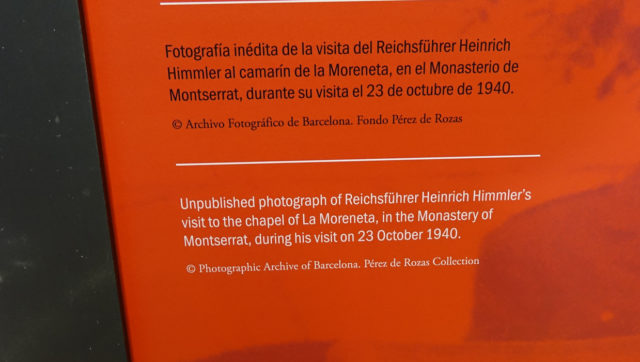 Fotografía inédita de la visita del Reichsführer Heinrich
Himmler al camarín de la Moreneta, en el Monasterio de
Montserrat, durante su visita el 23 de octubre de 1940.
© Archivo Fotográfico de Barcelona. Fondo Pérez de Rozas
Unpublished photograph of Reichsführer Heinrich Himmler’s
visit to the chapel of La Moreneta, in the Monastery of
Montserrat, during his visit on 23 October 1940.
© Photographic Archive of Barcelona. Pérez de Rozas Collection